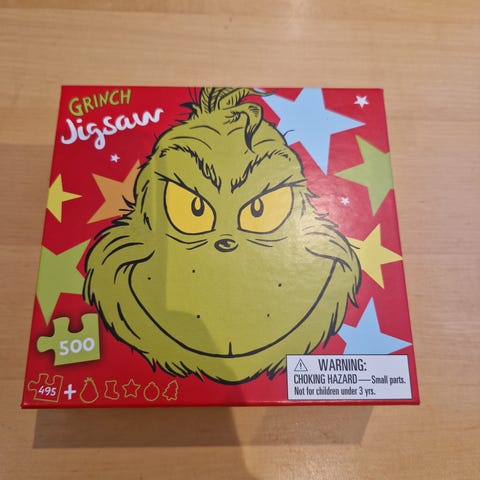 GRINCH
Jigsaw
500
495 +
WARNING:
CHOKING HAZARD — Small parts.
Not for children under 3 yrs.